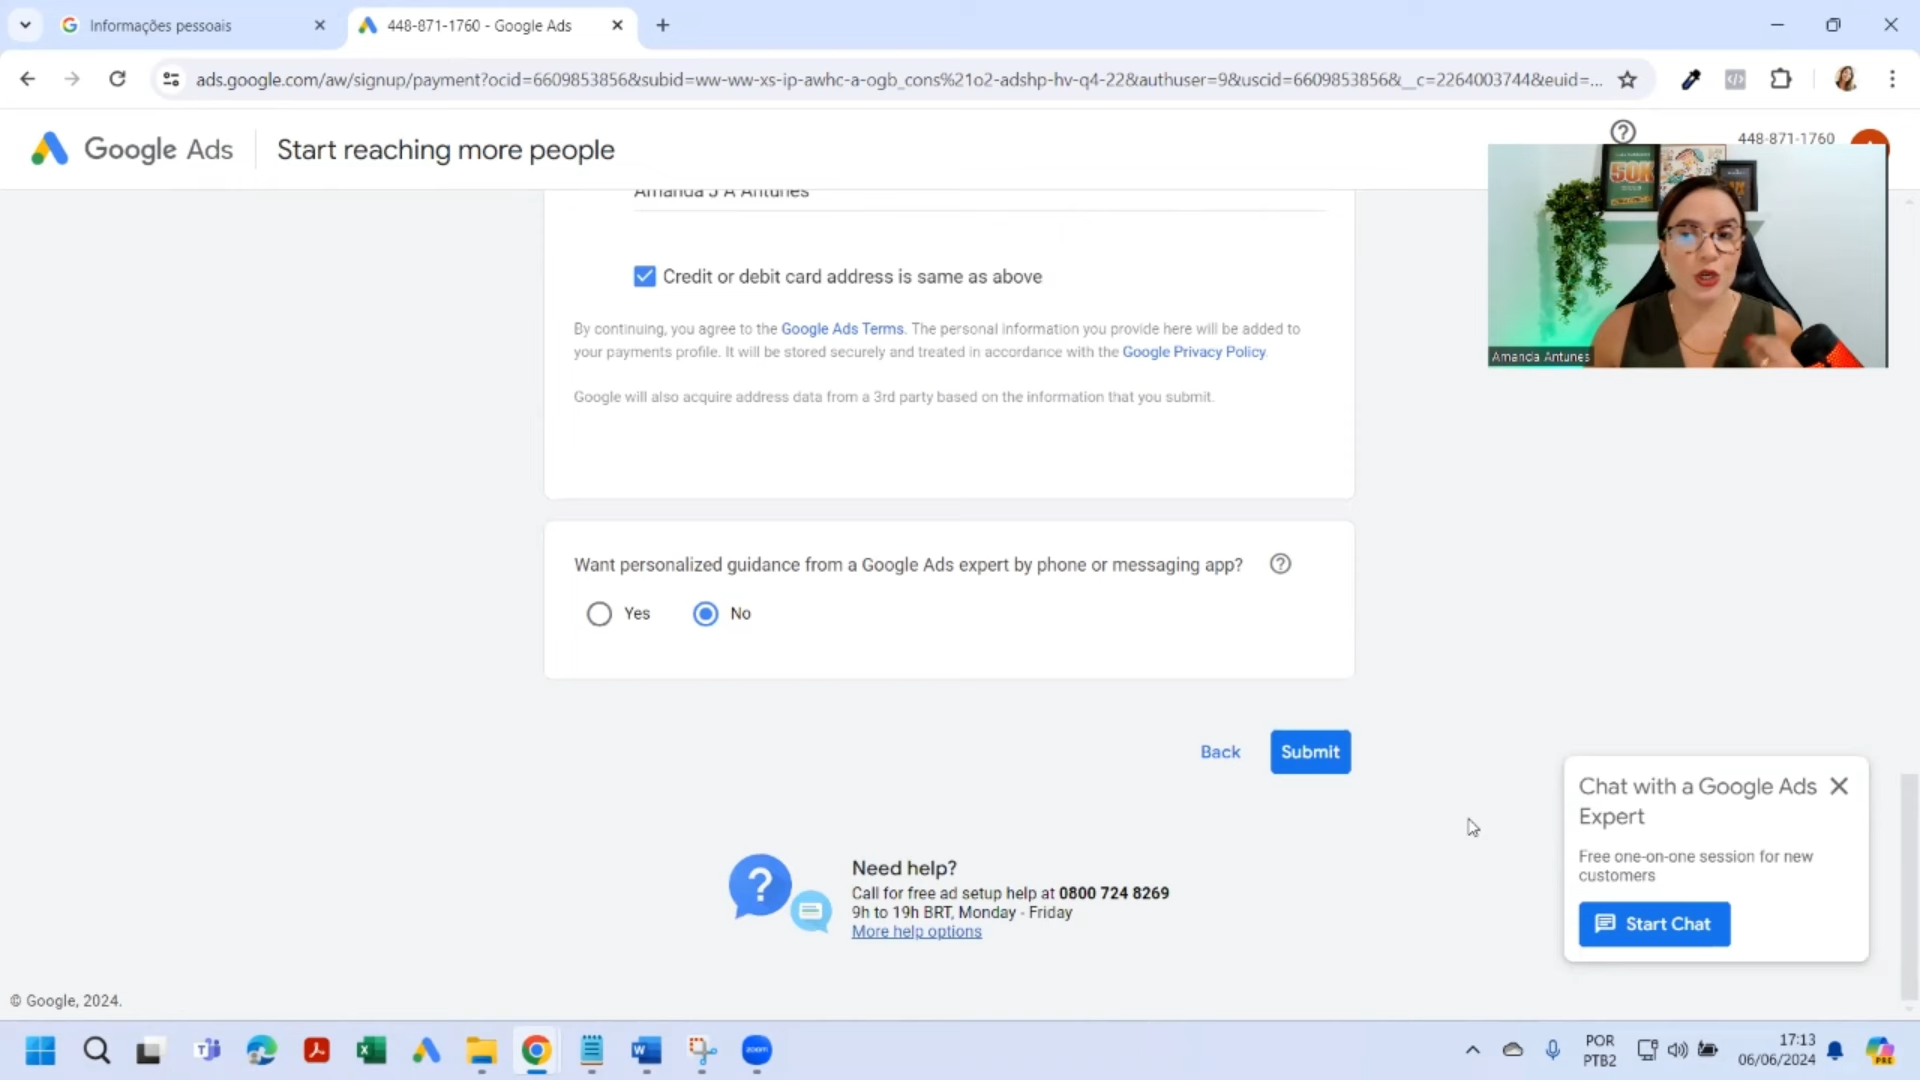 Informações pessoais
448-871-1760 - Google Ads
ads.google.com/aw/signup/payment?ocid=6609853856&subid=ww-ww-xs-ip-awhc-a-ogb_cons%21o2-adshp-hv-q4-22&authuser=9&uscid=6609853856&__c=2264003744&euid=...
Google Ads
Start reaching more people
448-871-1760
50K
Amanda Antunes
Amanda J A Antunes
Credit or debit card address is same as above
By continuing, you agree to the Google Ads Terms. The personal information you provide here will be added to
your payments profile. It will be stored securely and treated in accordance with the Google Privacy Policy.
Google will also acquire address data from a 3rd party based on the information that you submit.
Want personalized guidance from a Google Ads expert by phone or messaging app?
Yes
No
Back
Submit
Chat with a Google Ads
Expert
Free one-on-one session for new
customers
Start Chat
Need help?
Call for free ad setup help at 0800 724 8269
9h to 19h BRT, Monday - Friday
More help options
© Google, 2024.
zoom
POR
PTB2
17:13
06/06/2024
PRE